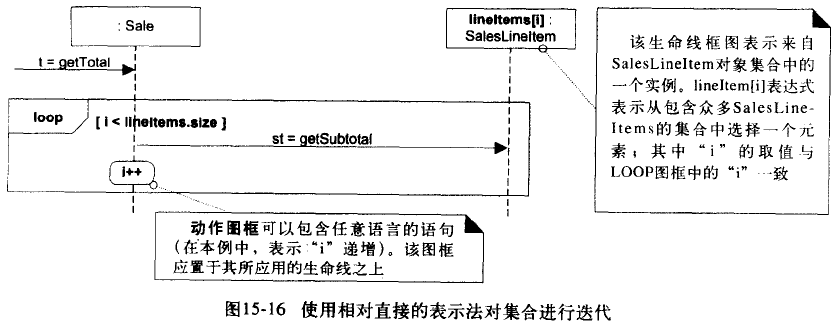 : Sale
lineItems[i] :
SalesLineItem
t = getTotal
loop
[ i < lineItems.size ]
st = getSubtotal
i++
该生命线框图表示来自
SalesLineItem对象集合中的
一个实例。lineItem[i]表达式
表示从包含众多SalesLine-
Items的集合中选择一个元
素；其中“i”的取值与
LOOP图框中的“i”一致
动作图框可以包含任意语言的语句
(在本例中，表示“i”递增)。该图框
应置于其所应用的生命线之上
图15-16 使用相对直接的表示法对集合进行迭代